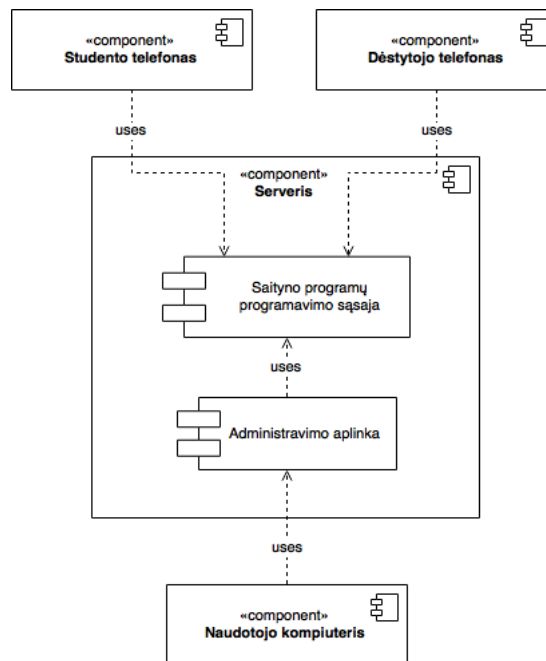 «component»
Studento telefonas
«component»
Dėstytojo telefonas
uses
uses
«component»
Serveris
Saityno programų
programavimo sąsaja
uses
Administravimo aplinka
uses
«component»
Naudotojo kompiuteris